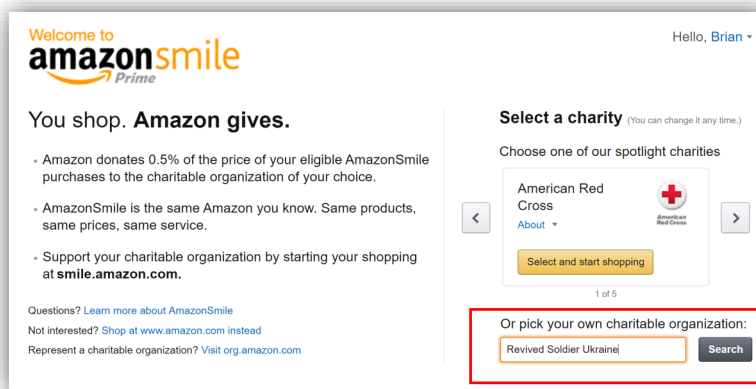 Welcome to
amazonsmile
Prime
Hello, Brian
You shop. Amazon gives.
• Amazon donates 0.5% of the price of your eligible AmazonSmile
purchases to the charitable organization of your choice.
• AmazonSmile is the same Amazon you know. Same products,
same prices, same service.
• Support your charitable organization by starting your shopping
at smile.amazon.com.
Questions? Learn more about AmazonSmile
Not interested? Shop at www.amazon.com instead
Represent a charitable organization? Visit org.amazon.com
Select a charity (You can change it any time.)
Choose one of our spotlight charities
American Red
Cross
About
American
Red Cross
Select and start shopping
1 of 5
Or pick your own charitable organization:
Revived Soldier Ukraine
Search